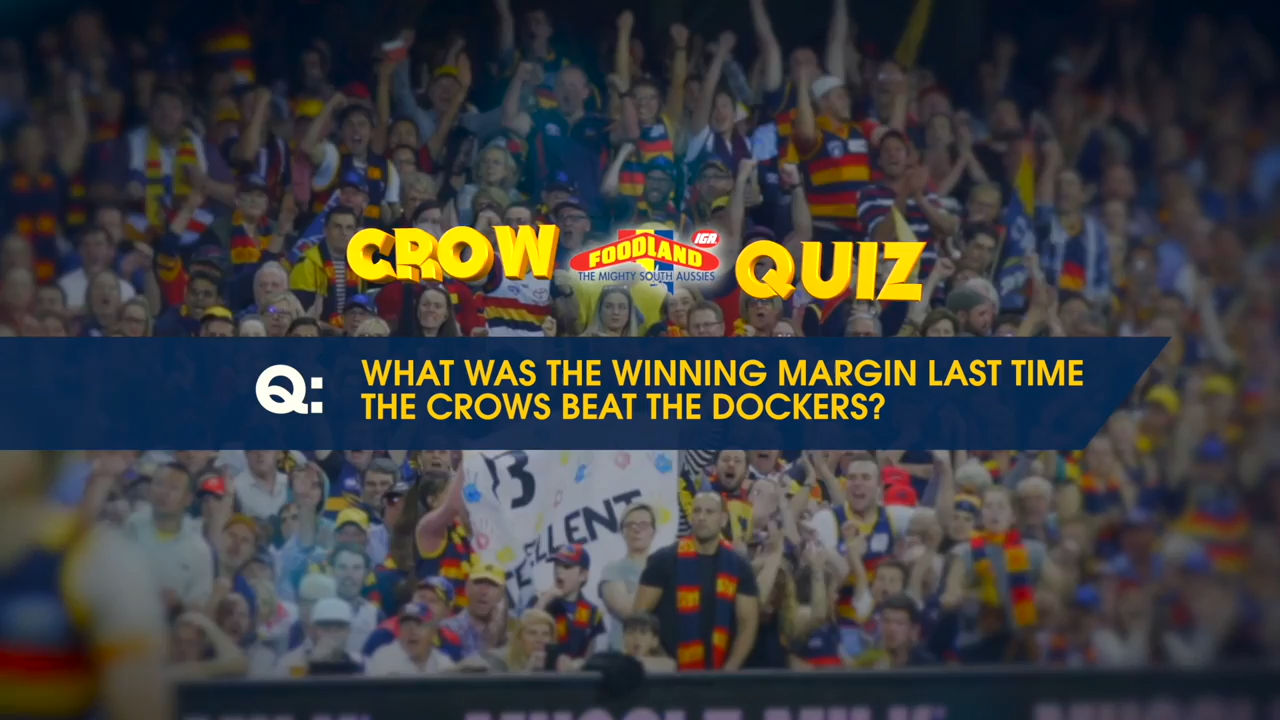 CROW
FOODLAND
IGA
THE MIGHTY SOUTH AUSSIES
QUIZ
Q:
WHAT WAS THE WINNING MARGIN LAST TIME
THE CROWS BEAT THE DOCKERS?